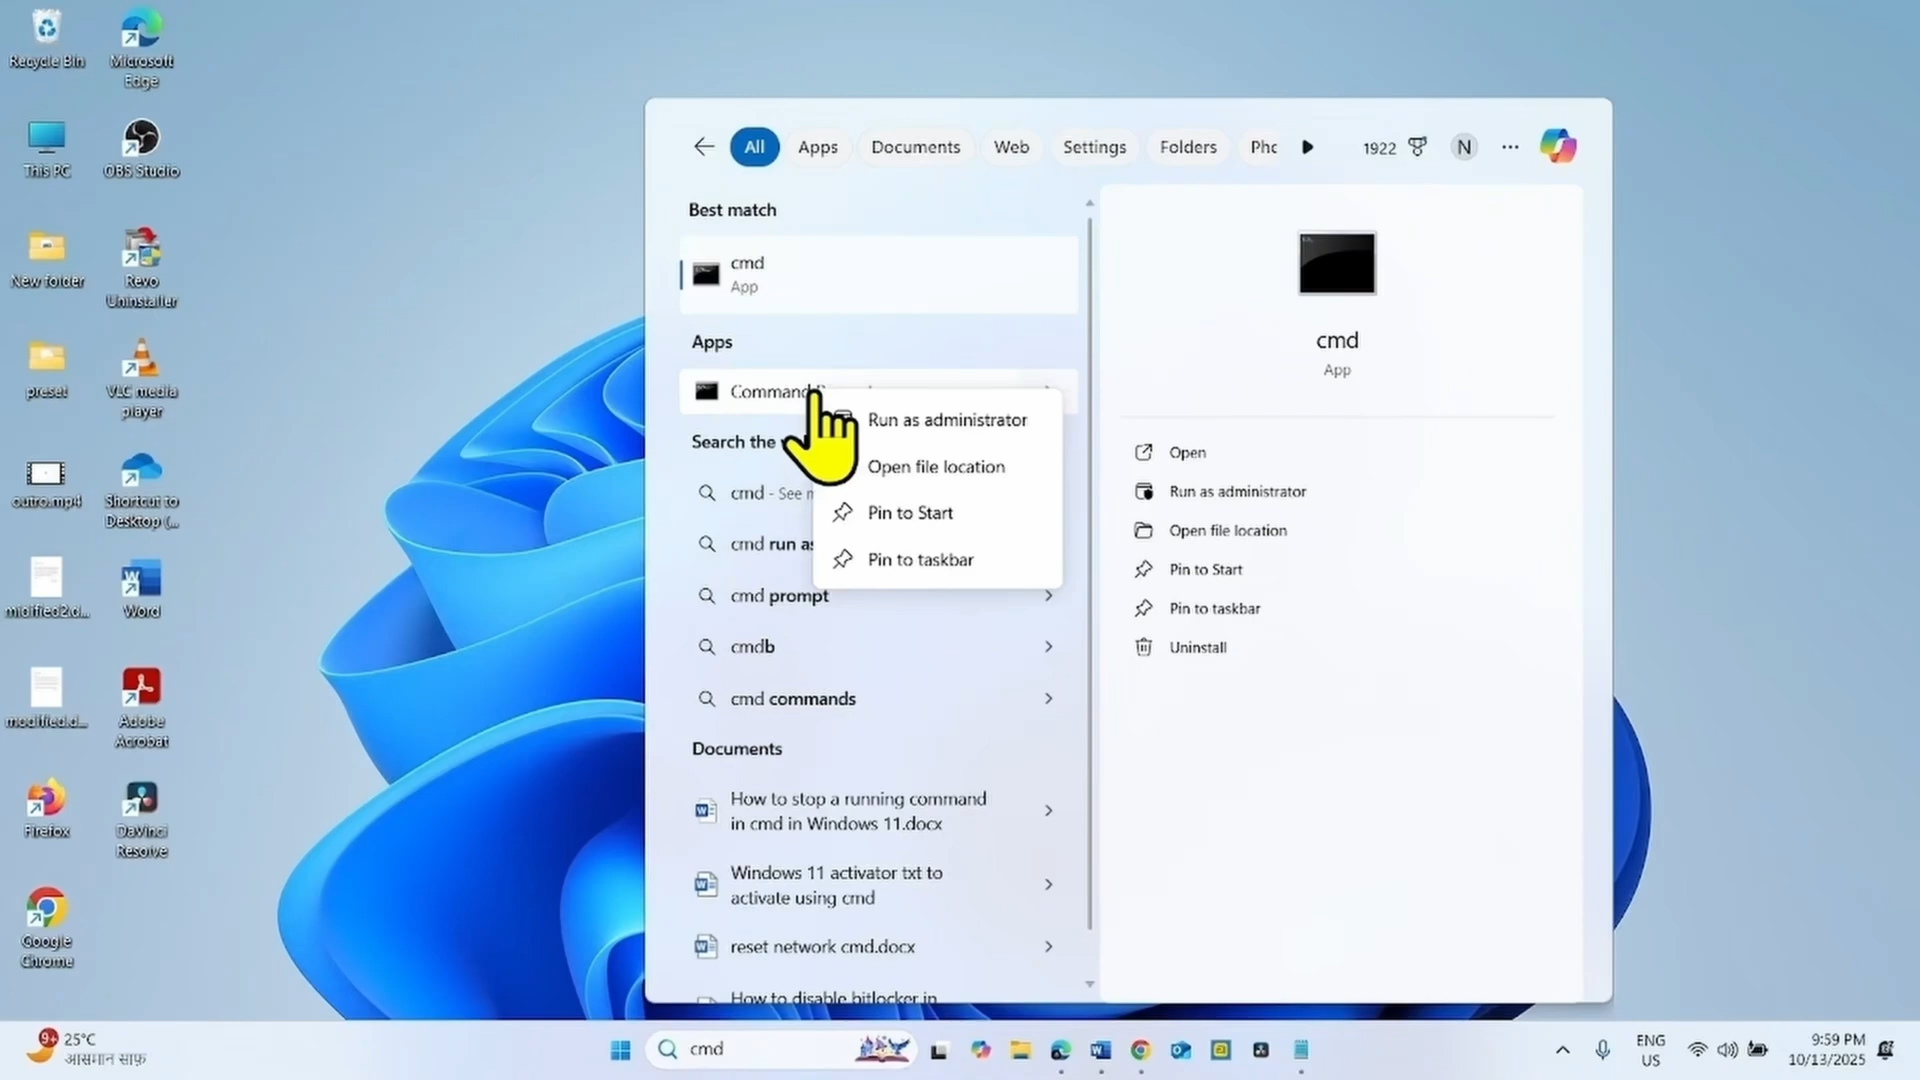 Recycle Bin
Microsoft
Edge
This PC
OBS Studio
New folder
Revo
Uninstaller
preset
VLC media
player
outro.mp4
Shortcut to
Desktop (...
modified2.d...
Word
modified.d...
Adobe
Acrobat
Firefox
DaVinci
Resolve
Google
Chrome
All
Apps
Documents
Web
Settings
Folders
Pho
1922
N
...
Best match
cmd
App
Apps
Command
Search the
cmd - See
cmd run as
cmd prompt
cmdb
cmd commands
Documents
How to stop a running command
in cmd in Windows 11.docx
Windows 11 activator txt to
activate using cmd
reset network cmd.docx
How to disable bitlocker in
Run as administrator
Open file location
Pin to Start
Pin to taskbar
cmd
App
Open
Run as administrator
Open file location
Pin to Start
Pin to taskbar
Uninstall
9+
25°C
आसमान साफ़
cmd
ENG
US
9:59 PM
10/13/2025